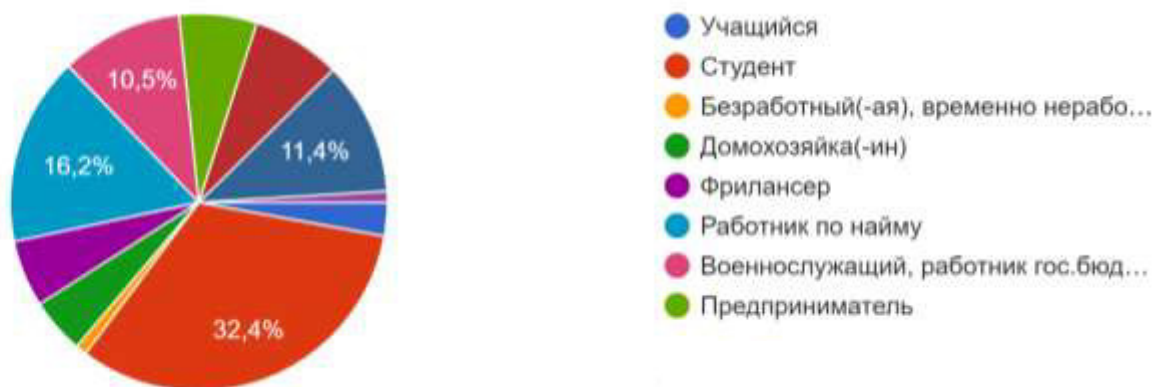 10,5%
11,4%
16,2%
32,4%
Учащийся
Студент
Безработный(-ая), временно нерабо...
Домохозяйка(-ин)
Фрилансер
Работник по найму
Военнослужащий, работник гос.бюд...
Предприниматель